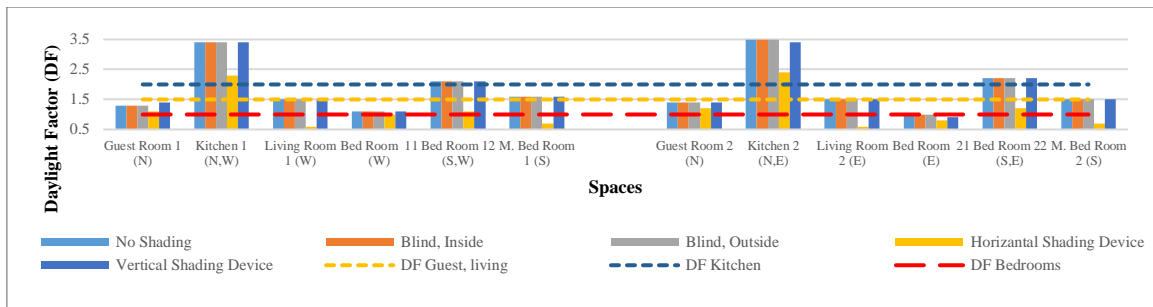 Daylight Factor (DF)
3.5
2.5
1.5
0.5
Guest Room 1 Kitchen 1 Living Room Bed Room 11 Bed Room 12 M. Bed Room Guest Room 2 Kitchen 2 Living Room Bed Room 21 Bed Room 22 M. Bed Room
(N) (N,W) 1 (W) (W) (S,W) 1 (S) (N) (N,E) 2 (E) (E) (S,E) 2 (S)
Spaces
No Shading Blind, Inside Blind, Outside Horizantal Shading Device
Vertical Shading Device DF Guest, living DF Kitchen DF Bedrooms